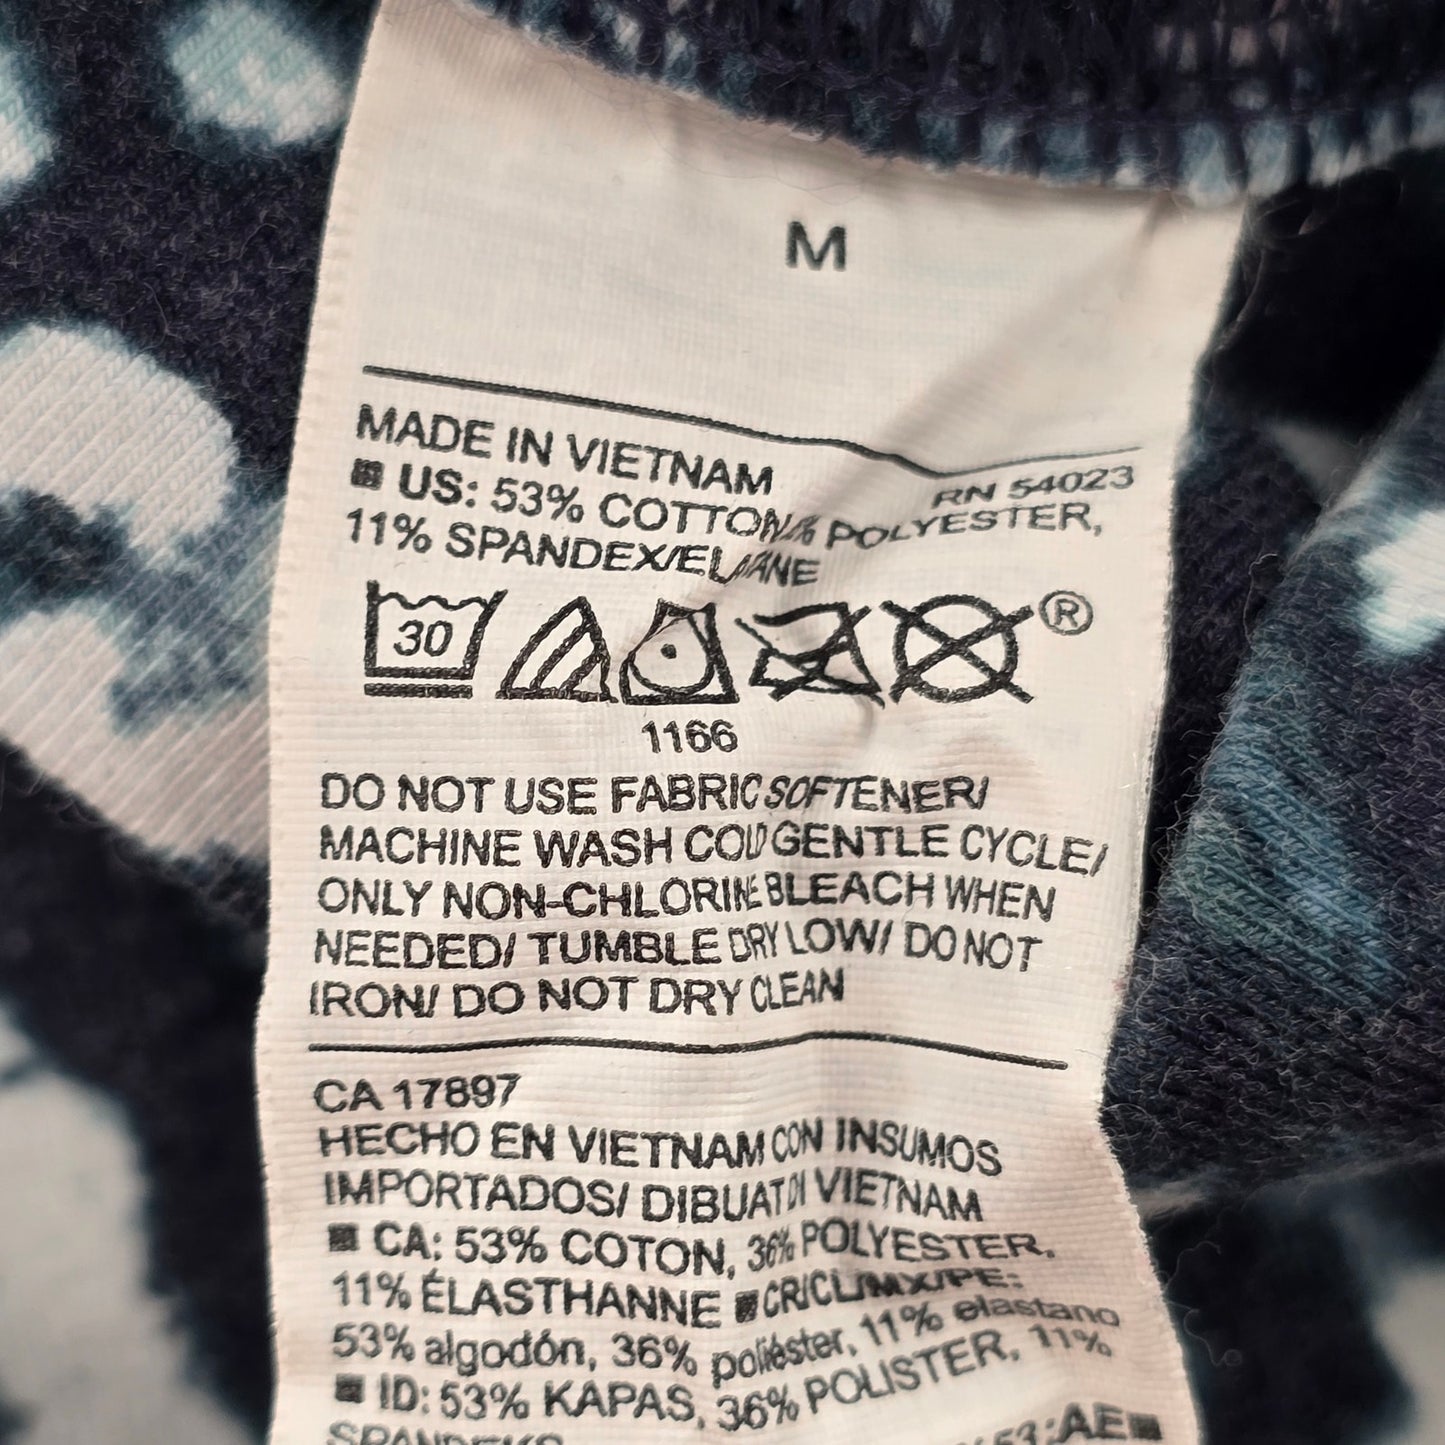 M
MADE IN VIETNAM
RN 54023
US: 53% COTTON, % POLYESTER,
11% SPANDEX/ELANE
30
®
1166
DO NOT USE FABRIC SOFTENER/
MACHINE WASH COLD GENTLE CYCLE/
ONLY NON-CHLORINE BLEACH WHEN
NEEDED/ TUMBLE DRY LOW/ DO NOT
IRON/ DO NOT DRY CLEAN
CA 17897
HECHO EN VIETNAM CON INSUMOS
IMPORTADOS/ DIBUAT DI VIETNAM
CA: 53% COTON, 36% POLYESTER,
11% ÉLASTHANNE CR/CL/MX/PE:
53% algodón, 36% poliéster, 11% elastano
ID: 53% KAPAS, 36% POLISTER, 11%
SPANDEKS 53 :AE